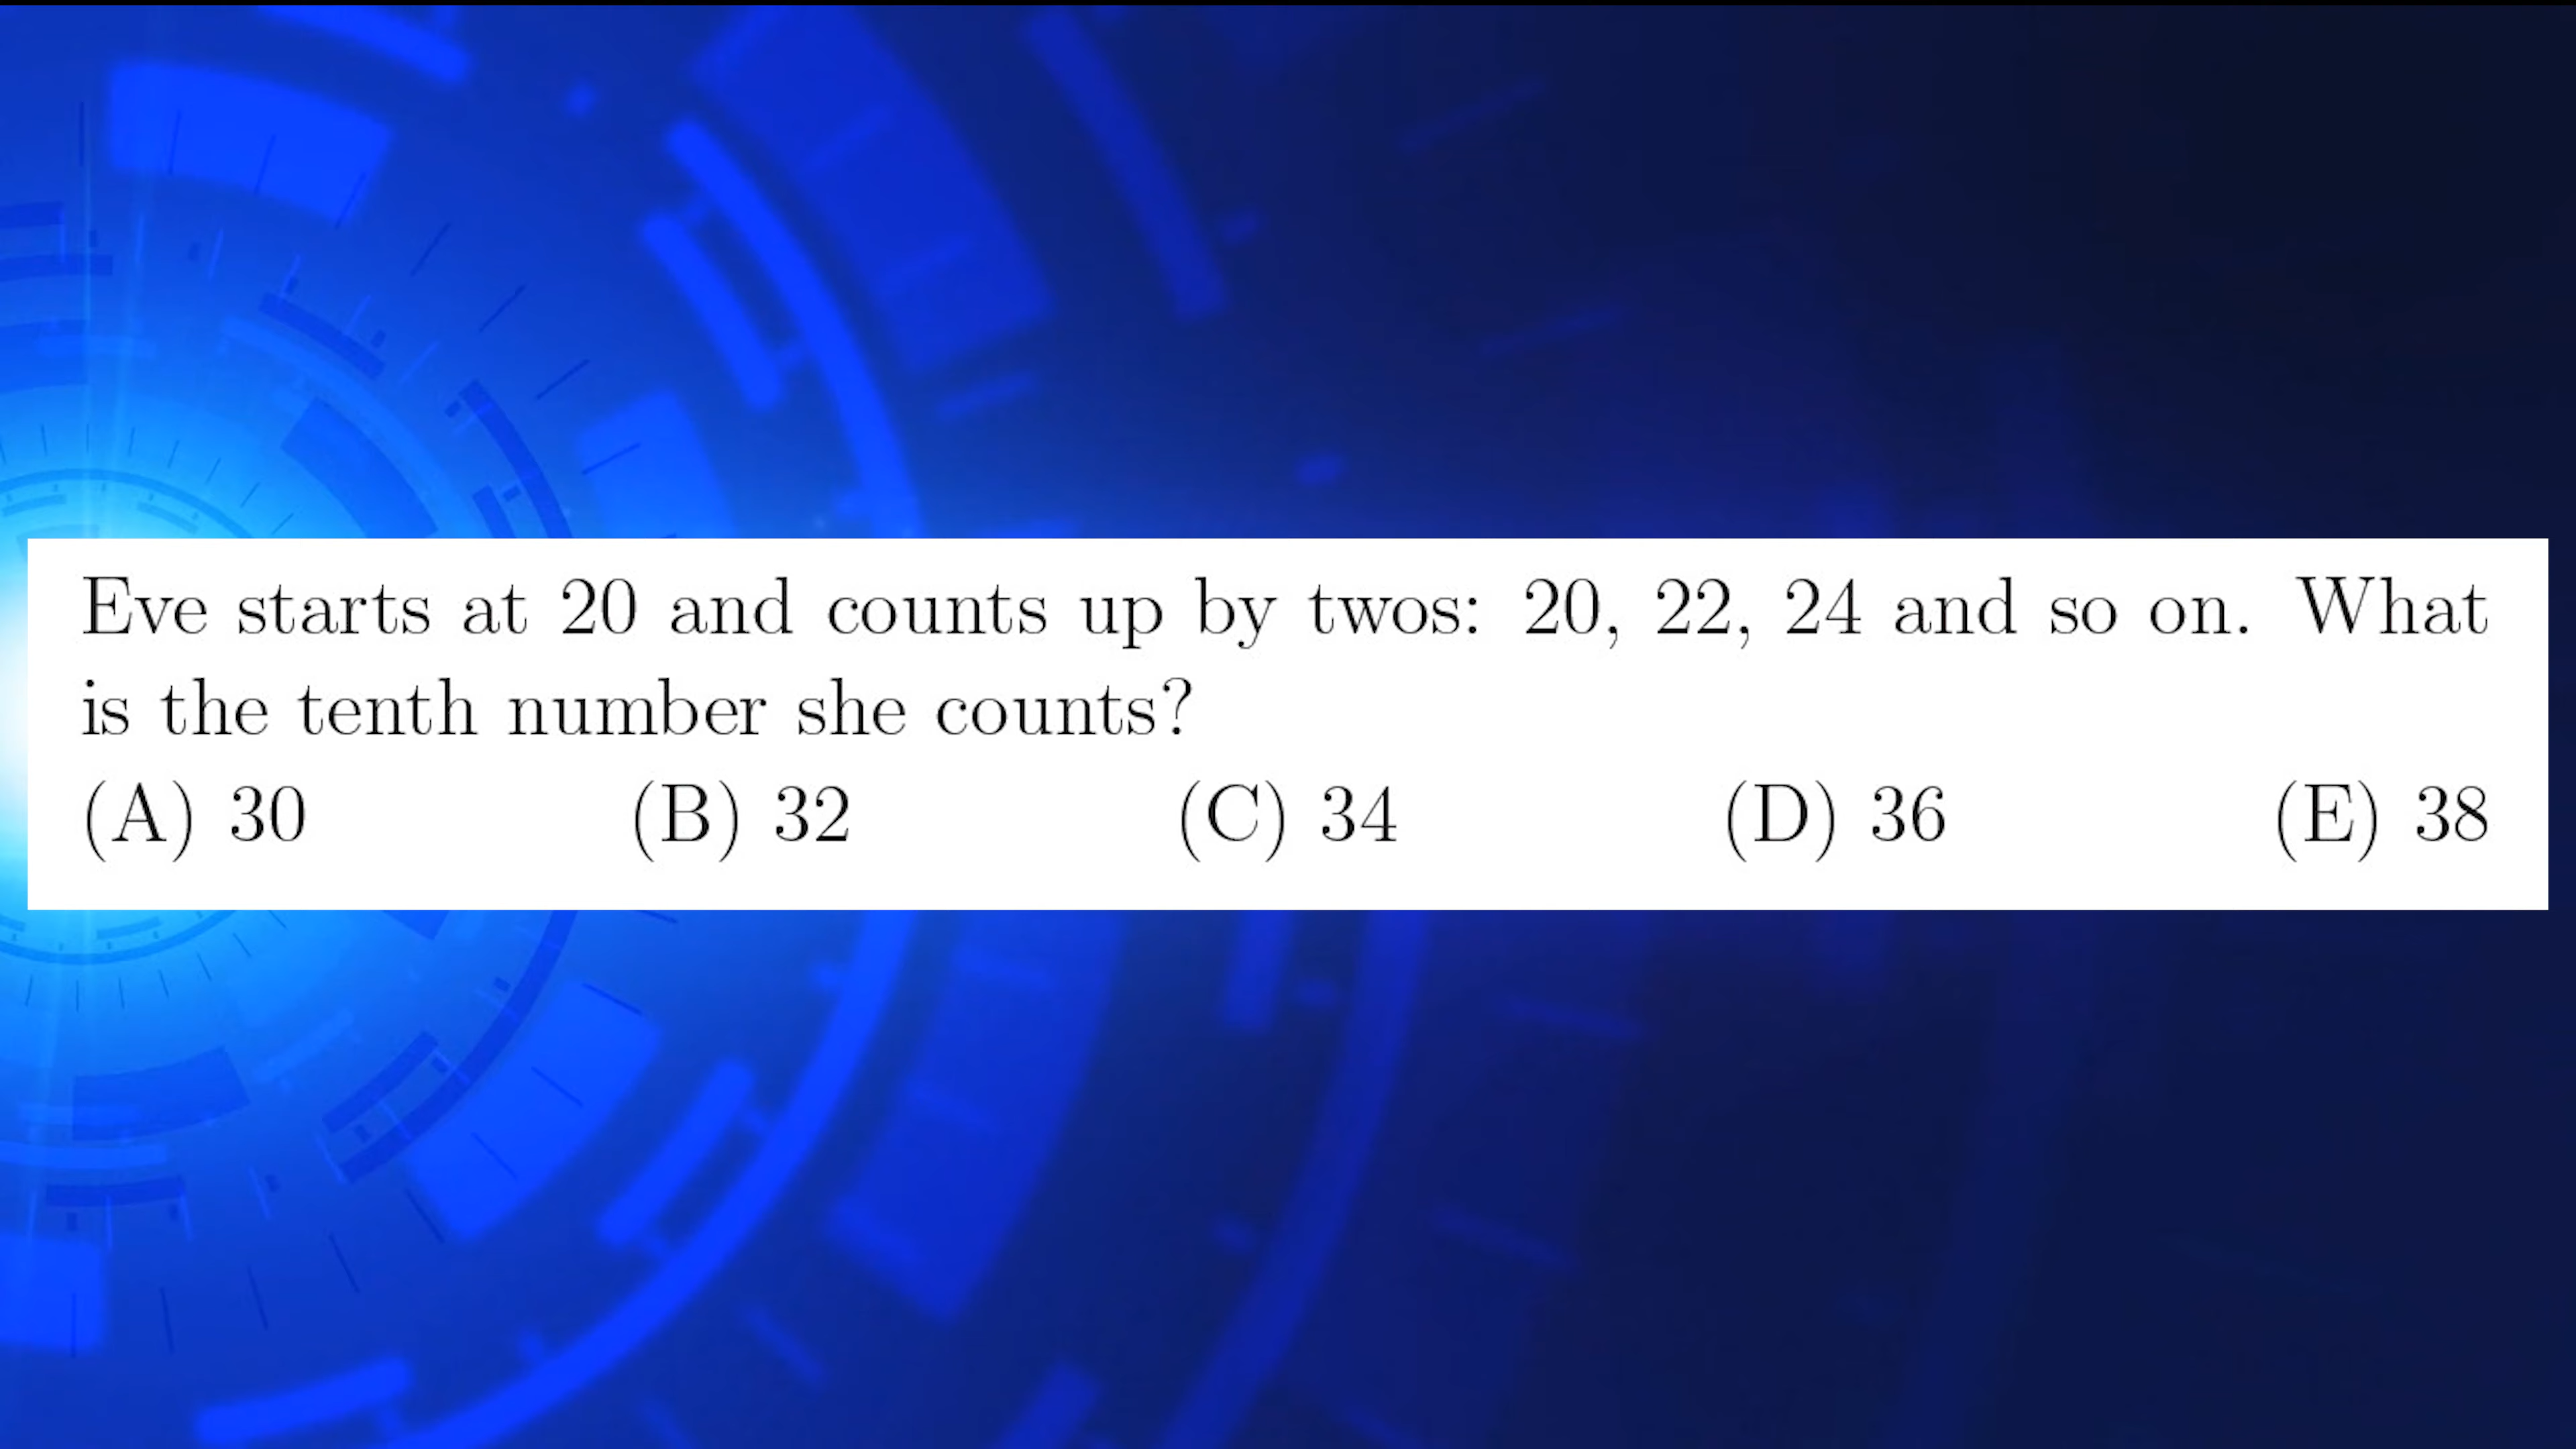 Eve starts at 20 and counts up by twos: 20, 22, 24 and so on. What
is the tenth number she counts?
(A) 30 (B) 32 (C) 34 (D) 36 (E) 38